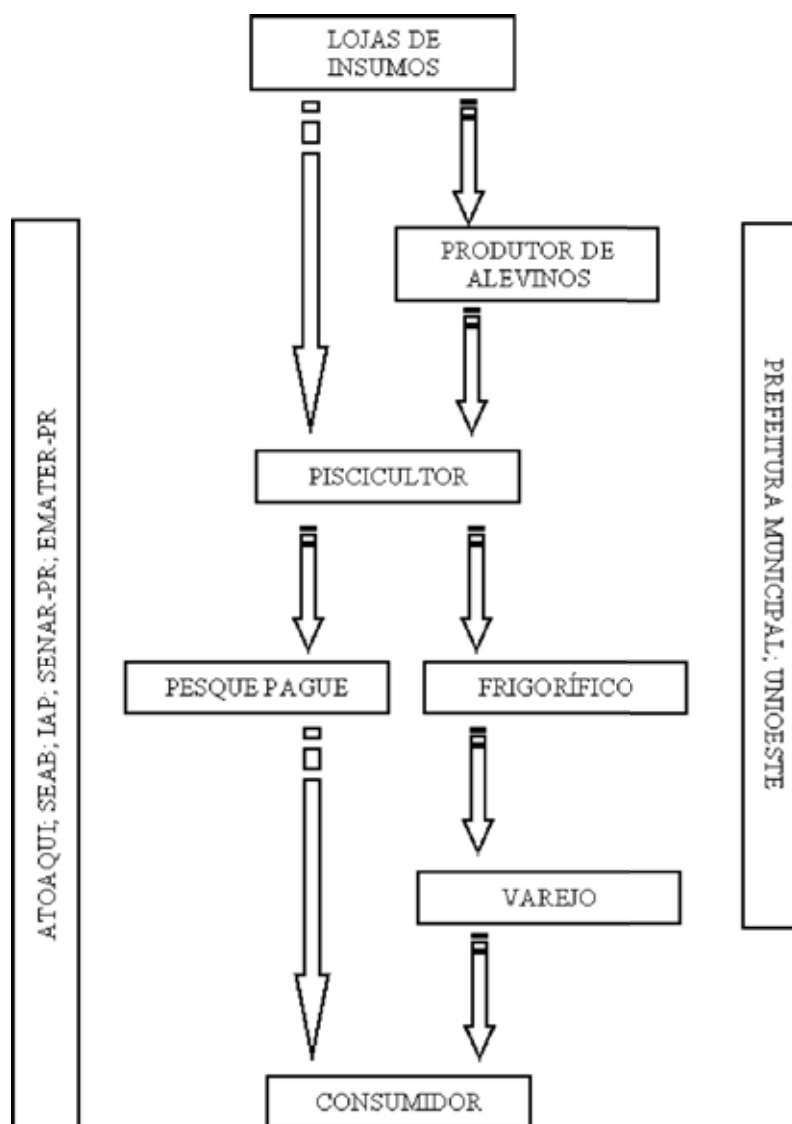 LOJAS DE
INSUMOS
PRODUTOR DE
ALEVINOS
PISCICULTOR
PESQUE PAGUE
FRIGORÍFICO
VAREJO
CONSUMIDOR
ATOAQUI; SEAB; IAP; SENAR-PR; EMATER-PR
PREFEITURA MUNICIPAL; UNIOESTE